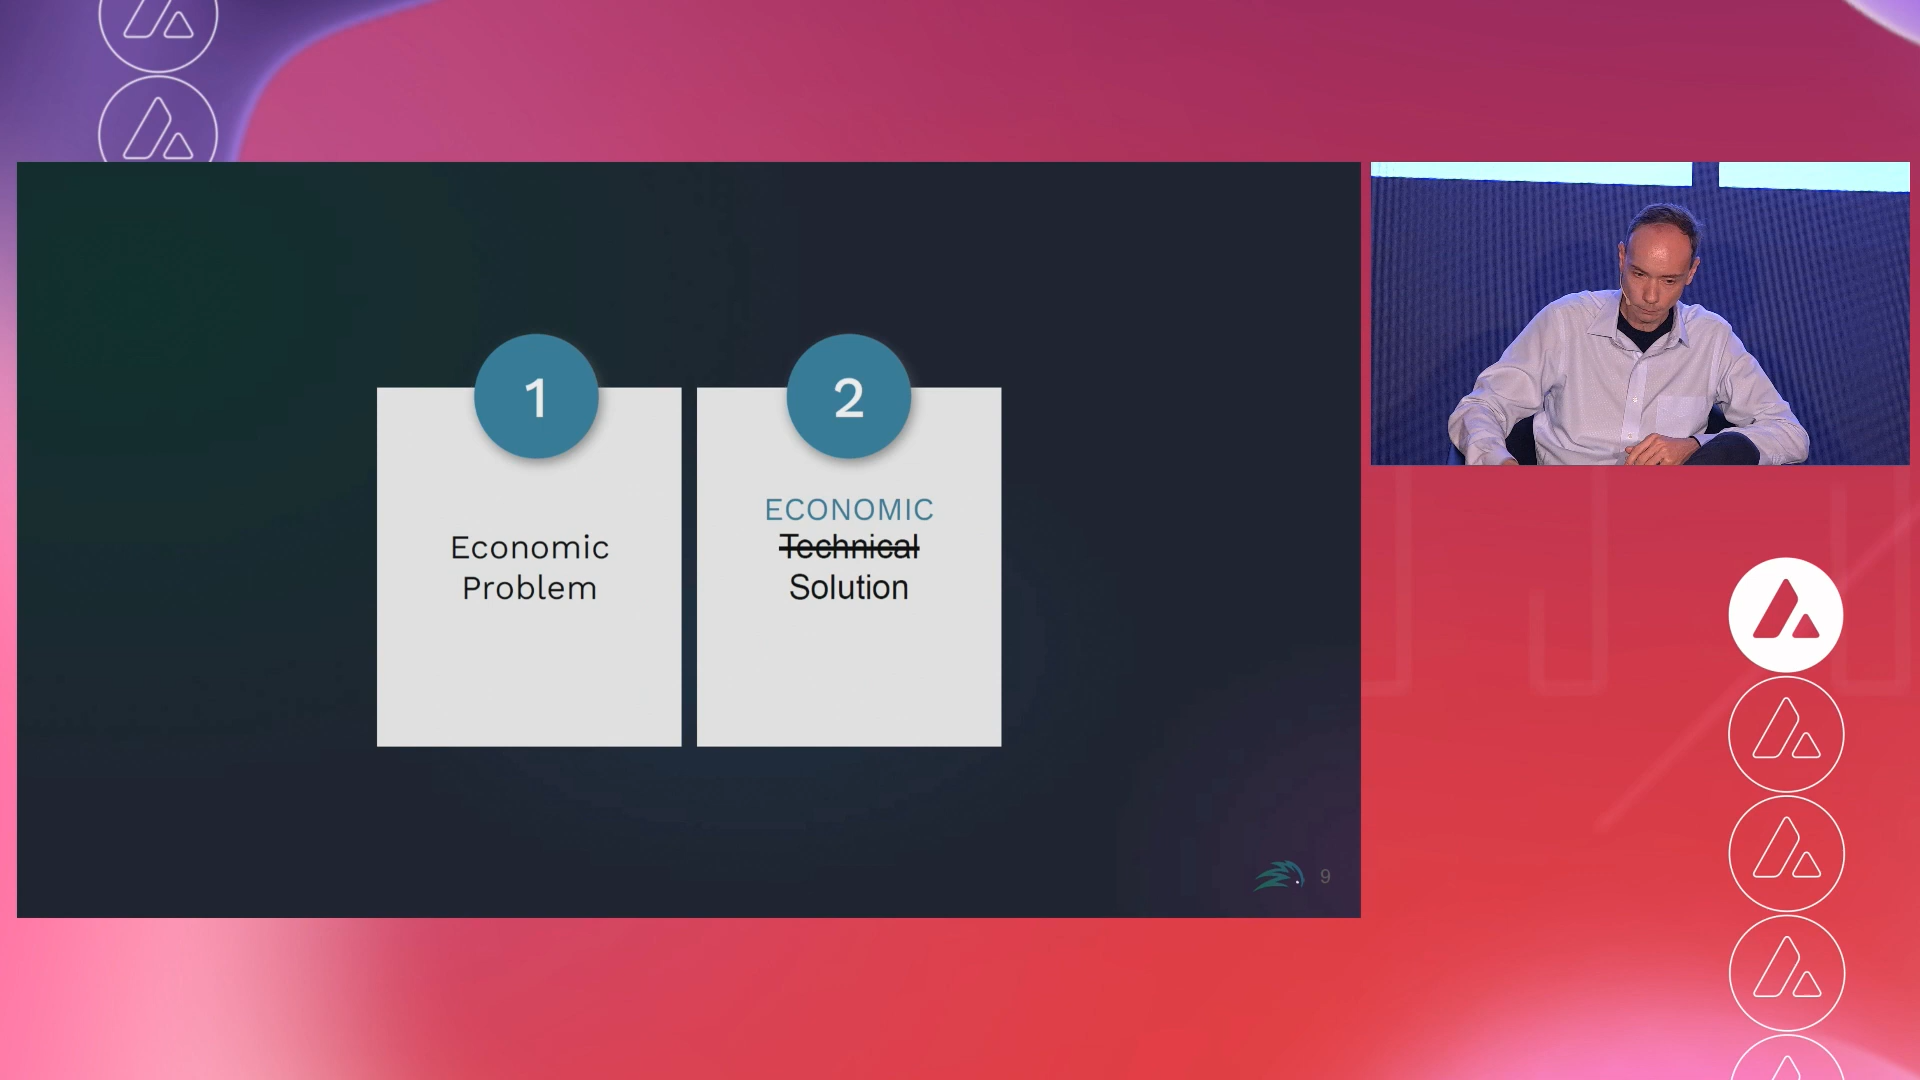 1
Economic
Problem
2
ECONOMIC
Technical
Solution
9